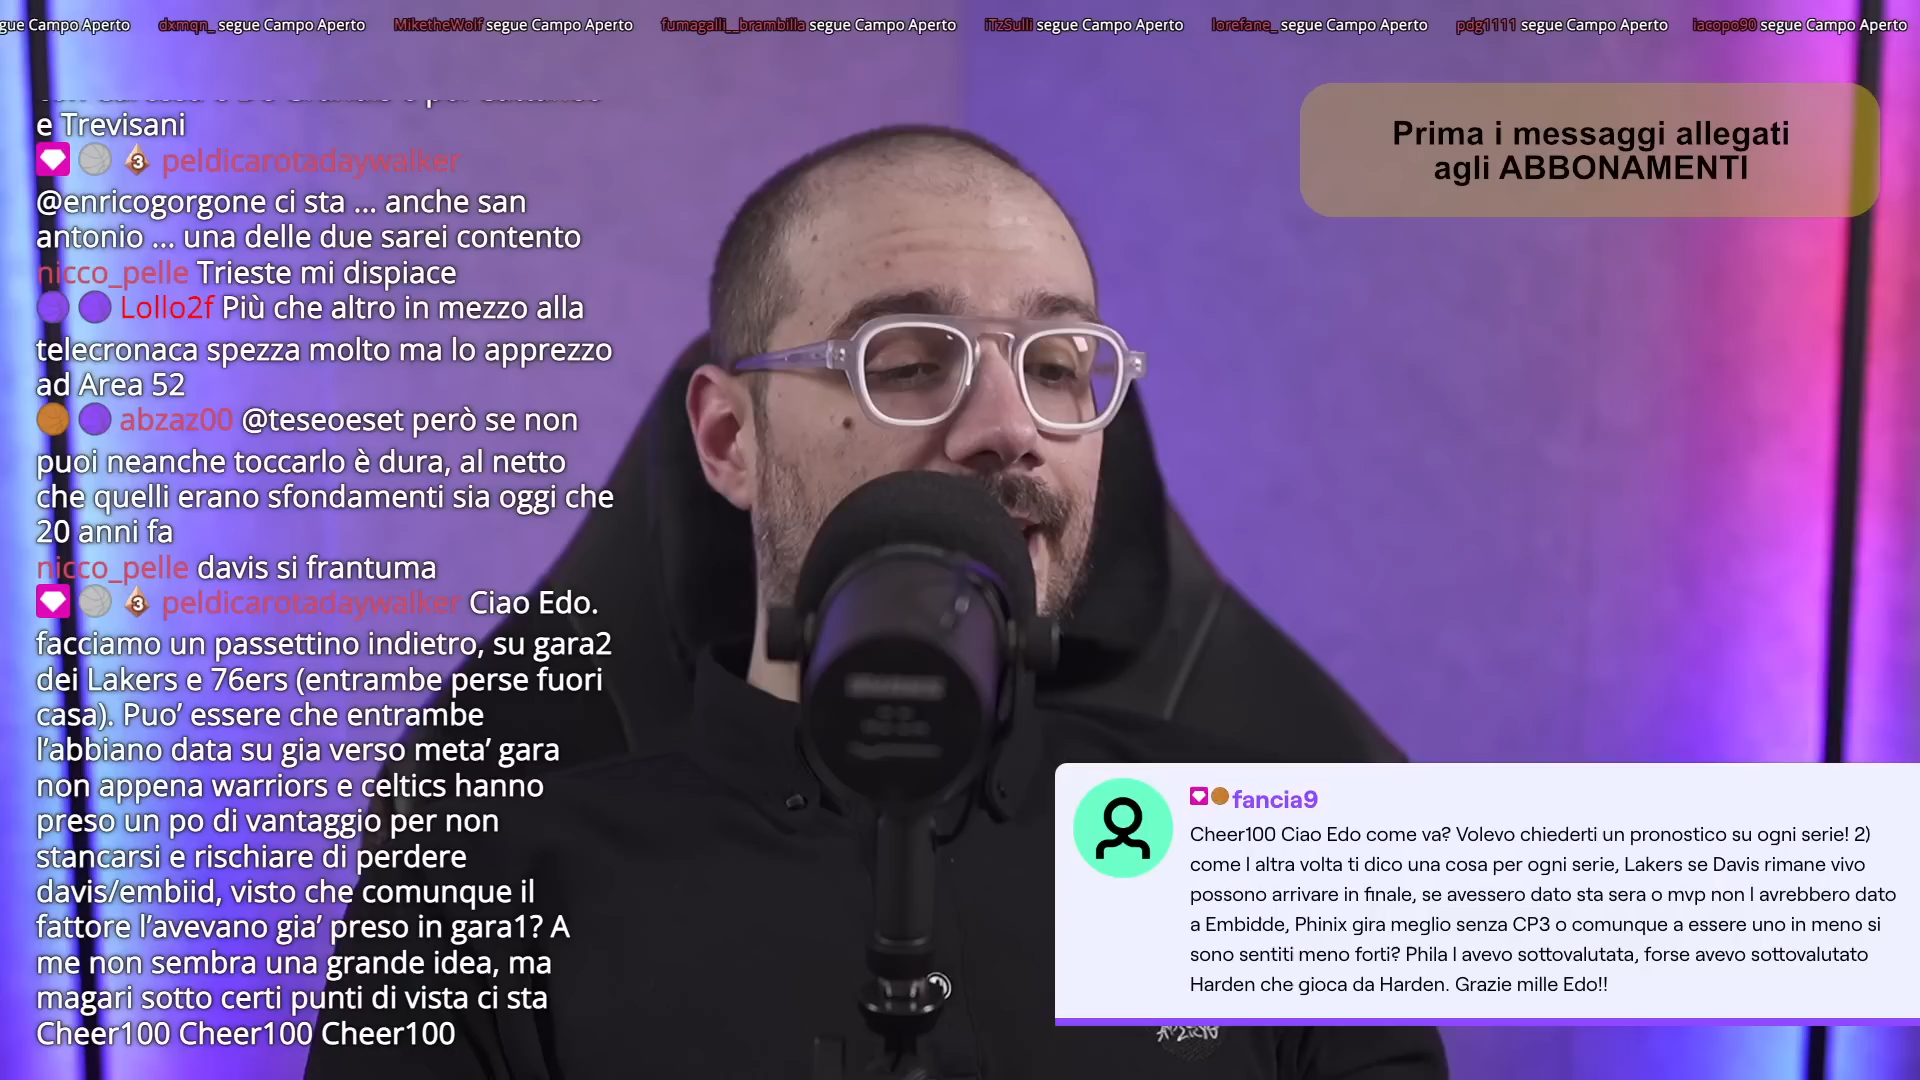 gue Campo Aperto dxmqn_ segue Campo Aperto MiketheWolf segue Campo Aperto fumagalli__brambilla segue Campo Aperto iTzSulli segue Campo Aperto lorefane_ segue Campo Aperto pdg1111 segue Campo Aperto iacopo90 segue Campo Aperto
Prima i messaggi allegati
agli ABBONAMENTI
e Trevisani
3 peldicarotadaywalker
@enricogorgone ci sta ... anche san
antonio ... una delle due sarei contento
nicco_pelle Trieste mi dispiace
Lollo2f Più che altro in mezzo alla
telecronaca spezza molto ma lo apprezzo
ad Area 52
abzaz00 @teseoeset però se non
puoi neanche toccarlo è dura, al netto
che quelli erano sfondamenti sia oggi che
20 anni fa
nicco_pelle davis si frantuma
3 peldicarotadaywalker Ciao Edo.
facciamo un passettino indietro, su gara2
dei Lakers e 76ers (entrambe perse fuori
casa). Puo’ essere che entrambe
l’abbiano data su gia verso meta’ gara
non appena warriors e celtics hanno
preso un po di vantaggio per non
stancarsi e rischiare di perdere
davis/embiid, visto che comunque il
fattore l’avevano gia’ preso in gara1? A
me non sembra una grande idea, ma
magari sotto certi punti di vista ci sta
Cheer100 Cheer100 Cheer100
fancia9
Cheer100 Ciao Edo come va? Volevo chiederti un pronostico su ogni serie! 2)
come l altra volta ti dico una cosa per ogni serie, Lakers se Davis rimane vivo
possono arrivare in finale, se avessero dato sta sera o mvp non l avrebbero dato
a Embidde, Phinix gira meglio senza CP3 o comunque a essere uno in meno si
sono sentiti meno forti? Phila l avevo sottovalutata, forse avevo sottovalutato
Harden che gioca da Harden. Grazie mille Edo!!